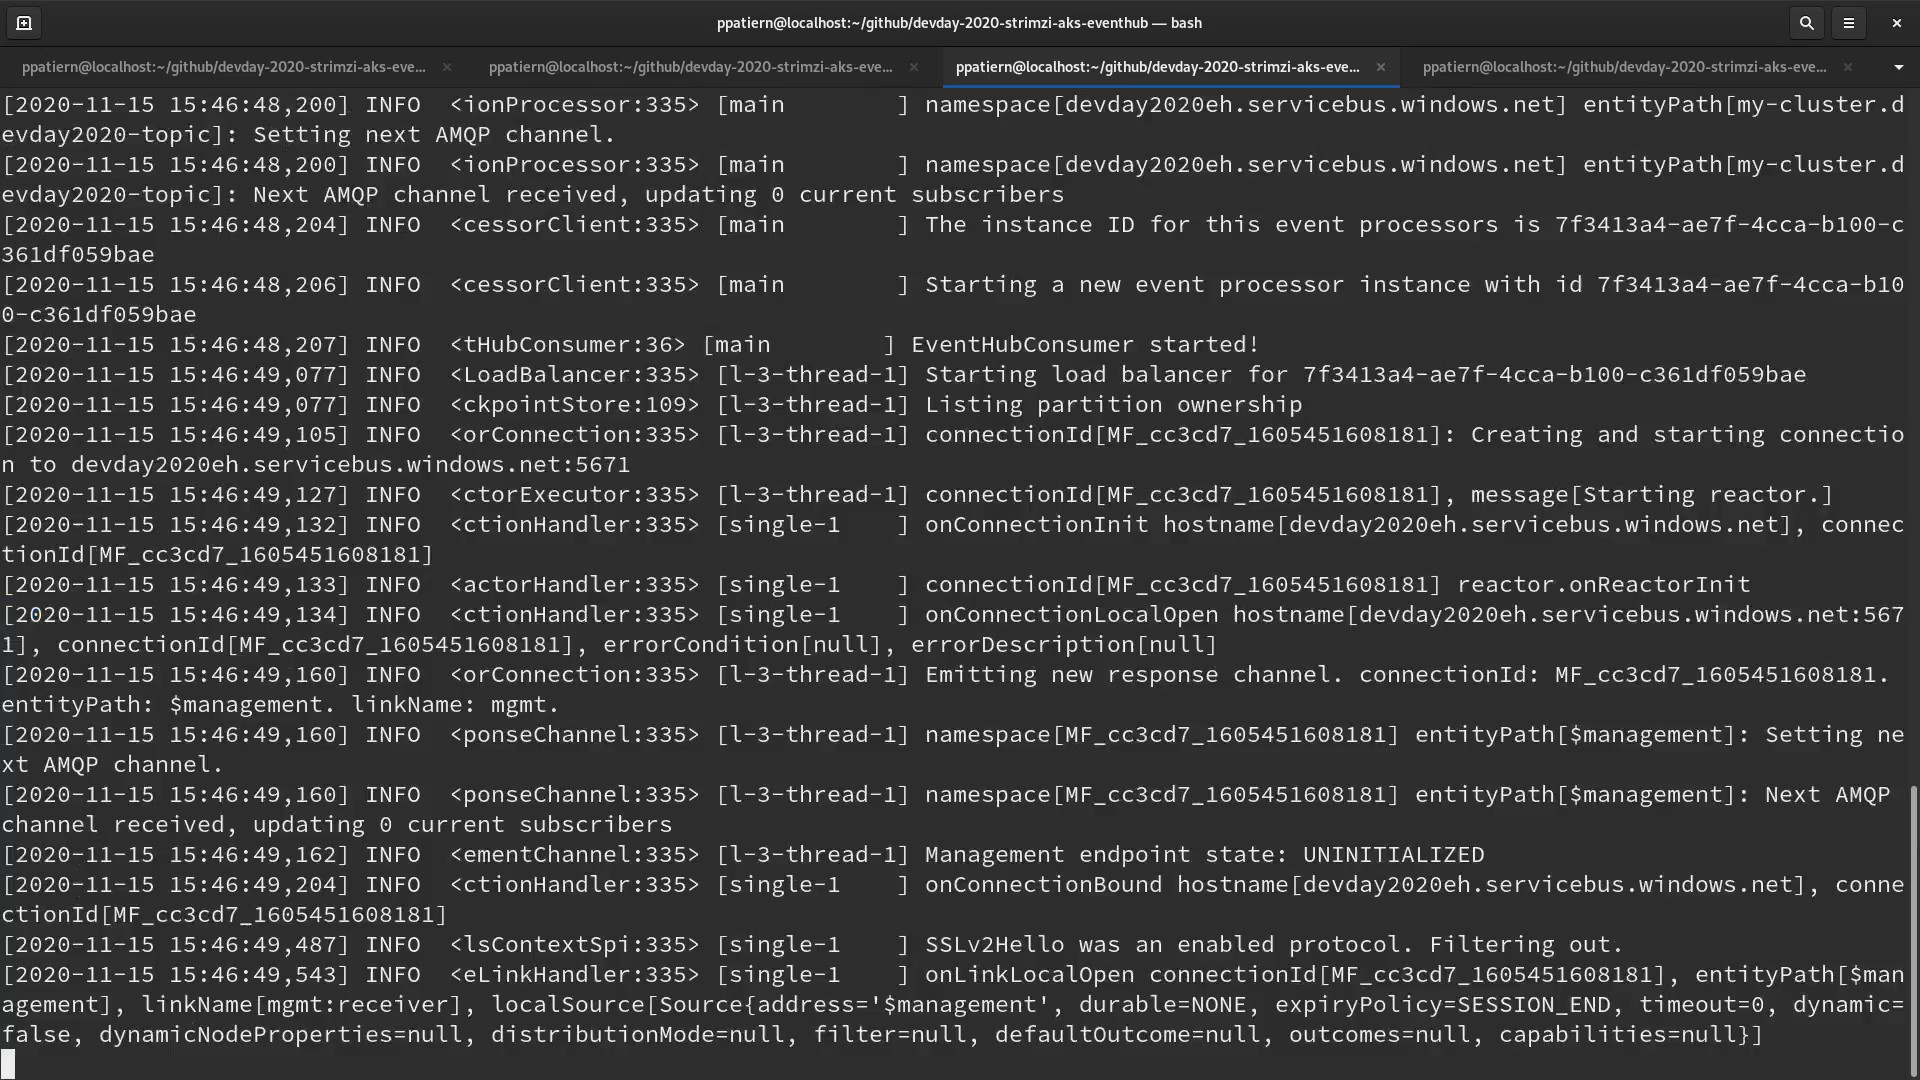 ppatiern@localhost:~/github/devday-2020-strimzi-aks-eventhub — bash
ppatiern@localhost:~/github/devday-2020-strimzi-aks-eve... ppatiern@localhost:~/github/devday-2020-strimzi-aks-eve... ppatiern@localhost:~/github/devday-2020-strimzi-aks-eve... ppatiern@localhost:~/github/devday-2020-strimzi-aks-eve...
[2020-11-15 15:46:48,200] INFO  <ionProcessor:335> [main        ] namespace[devday2020eh.servicebus.windows.net] entityPath[my-cluster.d
evday2020-topic]: Setting next AMQP channel.
[2020-11-15 15:46:48,200] INFO  <ionProcessor:335> [main        ] namespace[devday2020eh.servicebus.windows.net] entityPath[my-cluster.d
evday2020-topic]: Next AMQP channel received, updating 0 current subscribers
[2020-11-15 15:46:48,204] INFO  <cessorClient:335> [main        ] The instance ID for this event processors is 7f3413a4-ae7f-4cca-b100-c
361df059bae
[2020-11-15 15:46:48,206] INFO  <cessorClient:335> [main        ] Starting a new event processor instance with id 7f3413a4-ae7f-4cca-b10
0-c361df059bae
[2020-11-15 15:46:48,207] INFO  <tHubConsumer:36> [main        ] EventHubConsumer started!
[2020-11-15 15:46:49,077] INFO  <LoadBalancer:335> [l-3-thread-1] Starting load balancer for 7f3413a4-ae7f-4cca-b100-c361df059bae
[2020-11-15 15:46:49,077] INFO  <ckpointStore:109> [l-3-thread-1] Listing partition ownership
[2020-11-15 15:46:49,105] INFO  <orConnection:335> [l-3-thread-1] connectionId[MF_cc3cd7_1605451608181]: Creating and starting connectio
n to devday2020eh.servicebus.windows.net:5671
[2020-11-15 15:46:49,127] INFO  <ctorExecutor:335> [l-3-thread-1] connectionId[MF_cc3cd7_1605451608181], message[Starting reactor.]
[2020-11-15 15:46:49,132] INFO  <ctionHandler:335> [single-1    ] onConnectionInit hostname[devday2020eh.servicebus.windows.net], connec
tionId[MF_cc3cd7_1605451608181]
[2020-11-15 15:46:49,133] INFO  <actorHandler:335> [single-1    ] connectionId[MF_cc3cd7_1605451608181] reactor.onReactorInit
[2020-11-15 15:46:49,134] INFO  <ctionHandler:335> [single-1    ] onConnectionLocalOpen hostname[devday2020eh.servicebus.windows.net:567
1], connectionId[MF_cc3cd7_1605451608181], errorCondition[null], errorDescription[null]
[2020-11-15 15:46:49,160] INFO  <orConnection:335> [l-3-thread-1] Emitting new response channel. connectionId: MF_cc3cd7_1605451608181.
entityPath: $management. linkName: mgmt.
[2020-11-15 15:46:49,160] INFO  <ponseChannel:335> [l-3-thread-1] namespace[MF_cc3cd7_1605451608181] entityPath[$management]: Setting ne
xt AMQP channel.
[2020-11-15 15:46:49,160] INFO  <ponseChannel:335> [l-3-thread-1] namespace[MF_cc3cd7_1605451608181] entityPath[$management]: Next AMQP
channel received, updating 0 current subscribers
[2020-11-15 15:46:49,162] INFO  <ementChannel:335> [l-3-thread-1] Management endpoint state: UNINITIALIZED
[2020-11-15 15:46:49,204] INFO  <ctionHandler:335> [single-1    ] onConnectionBound hostname[devday2020eh.servicebus.windows.net], conne
ctionId[MF_cc3cd7_1605451608181]
[2020-11-15 15:46:49,487] INFO  <lsContextSpi:335> [single-1    ] SSLv2Hello was an enabled protocol. Filtering out.
[2020-11-15 15:46:49,543] INFO  <eLinkHandler:335> [single-1    ] onLinkLocalOpen connectionId[MF_cc3cd7_1605451608181], entityPath[$man
agement], linkName[mgmt:receiver], localSource[Source{address='$management', durable=NONE, expiryPolicy=SESSION_END, timeout=0, dynamic=
false, dynamicNodeProperties=null, distributionMode=null, filter=null, defaultOutcome=null, outcomes=null, capabilities=null}]